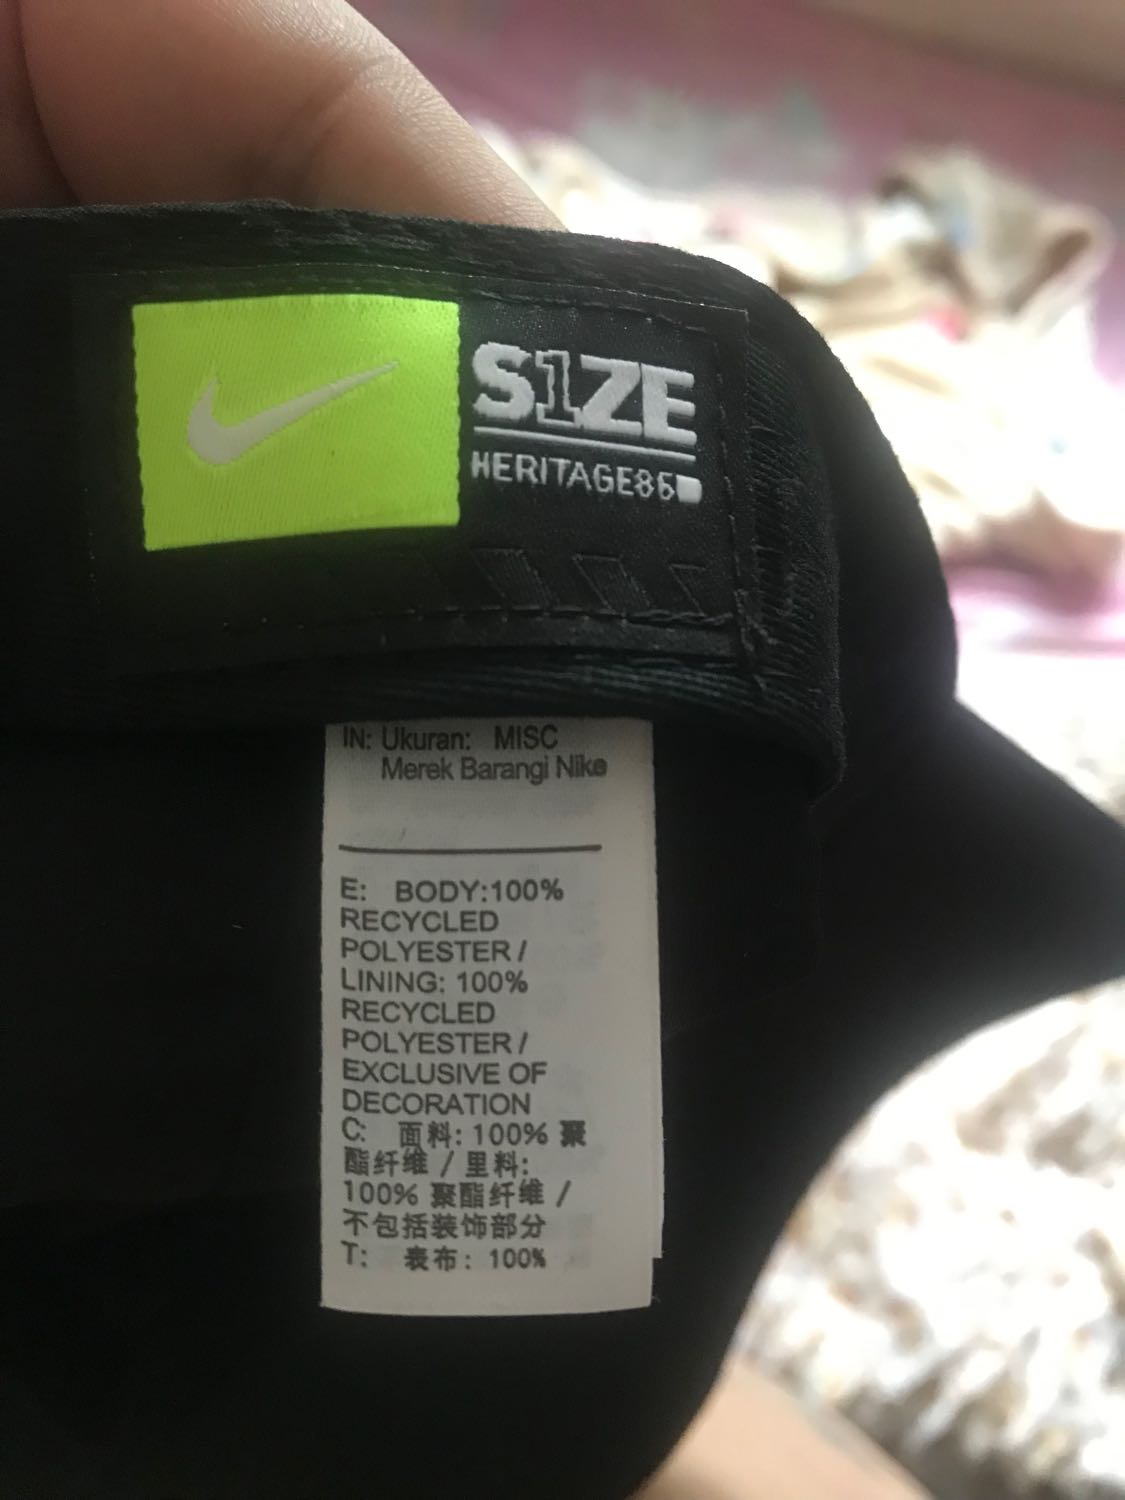 S1ZE
HERITAGE86
IN: Ukuran: MISC
Merek Barangi Nike
E: BODY:100%
RECYCLED
POLYESTER /
LINING: 100%
RECYCLED
POLYESTER /
EXCLUSIVE OF
DECORATION
C: 面料: 100% 聚
酯纤维 / 里料:
100% 聚酯纤维 /
不包括装饰部分
T: 表布: 100%